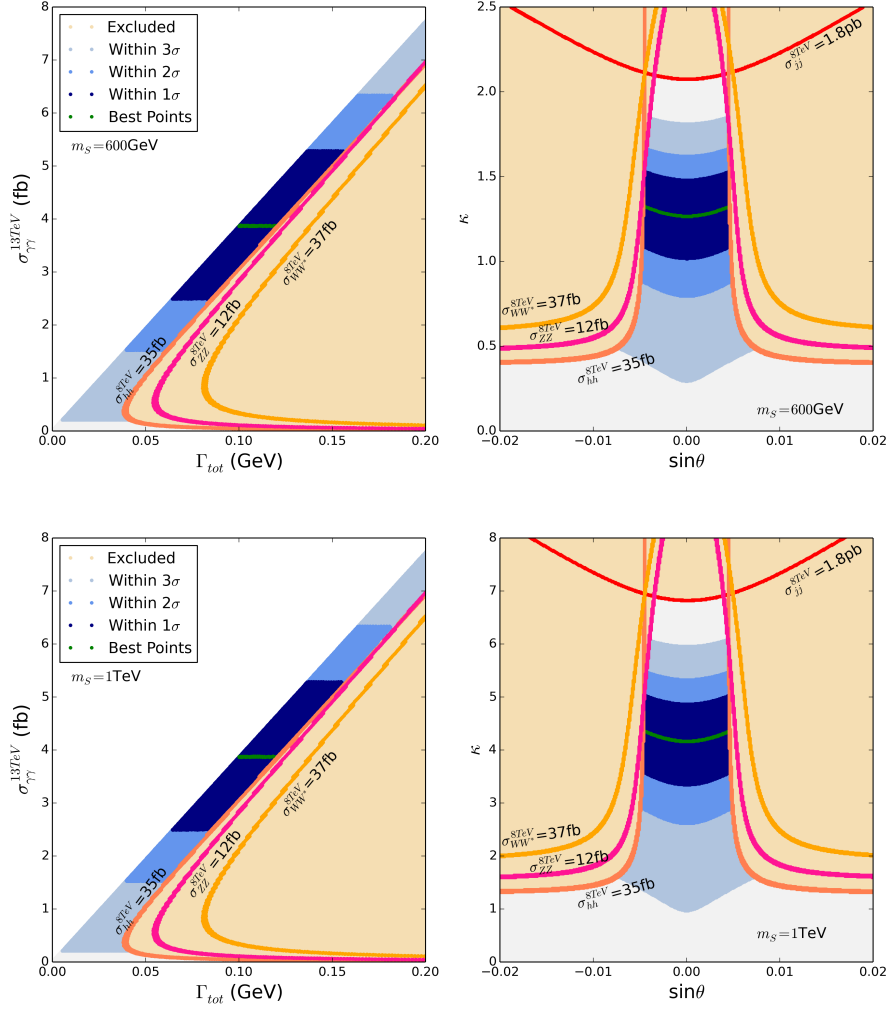 8
7
6
5
4
3
2
1
0
σγγ^13TeV (fb)
Excluded
Within 3σ
Within 2σ
Within 1σ
Best Points
m_S=600GeV
σ_WW*^8TeV=37fb
σ_ZZ^8TeV=12fb
σ_hh^8TeV=35fb
0.00 0.05 0.10 0.15 0.20
Γ_tot (GeV)
2.5
2.0
1.5
1.0
0.5
0.0
κ
σ_jj^8TeV=1.8pb
σ_WW*^8TeV=37fb
σ_ZZ^8TeV=12fb
σ_hh^8TeV=35fb
m_S=600GeV
−0.02 −0.01 0.00 0.01 0.02
sinθ
8
7
6
5
4
3
2
1
0
σγγ^13TeV (fb)
Excluded
Within 3σ
Within 2σ
Within 1σ
Best Points
m_S=1TeV
σ_WW*^8TeV=37fb
σ_ZZ^8TeV=12fb
σ_hh^8TeV=35fb
0.00 0.05 0.10 0.15 0.20
Γ_tot (GeV)
8
7
6
5
4
3
2
1
0
κ
σ_jj^8TeV=1.8pb
σ_WW*^8TeV=37fb
σ_ZZ^8TeV=12fb
σ_hh^8TeV=35fb
m_S=1TeV
−0.02 −0.01 0.00 0.01 0.02
sinθ